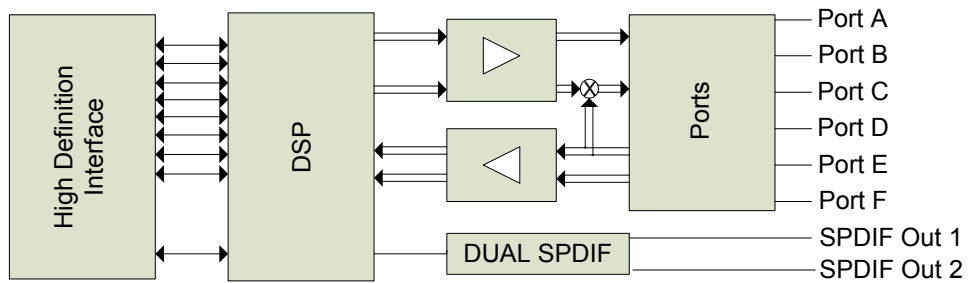 High Definition
Interface
DSP
Ports
X
Port A
Port B
Port C
Port D
Port E
Port F
DUAL SPDIF
SPDIF Out 1
SPDIF Out 2